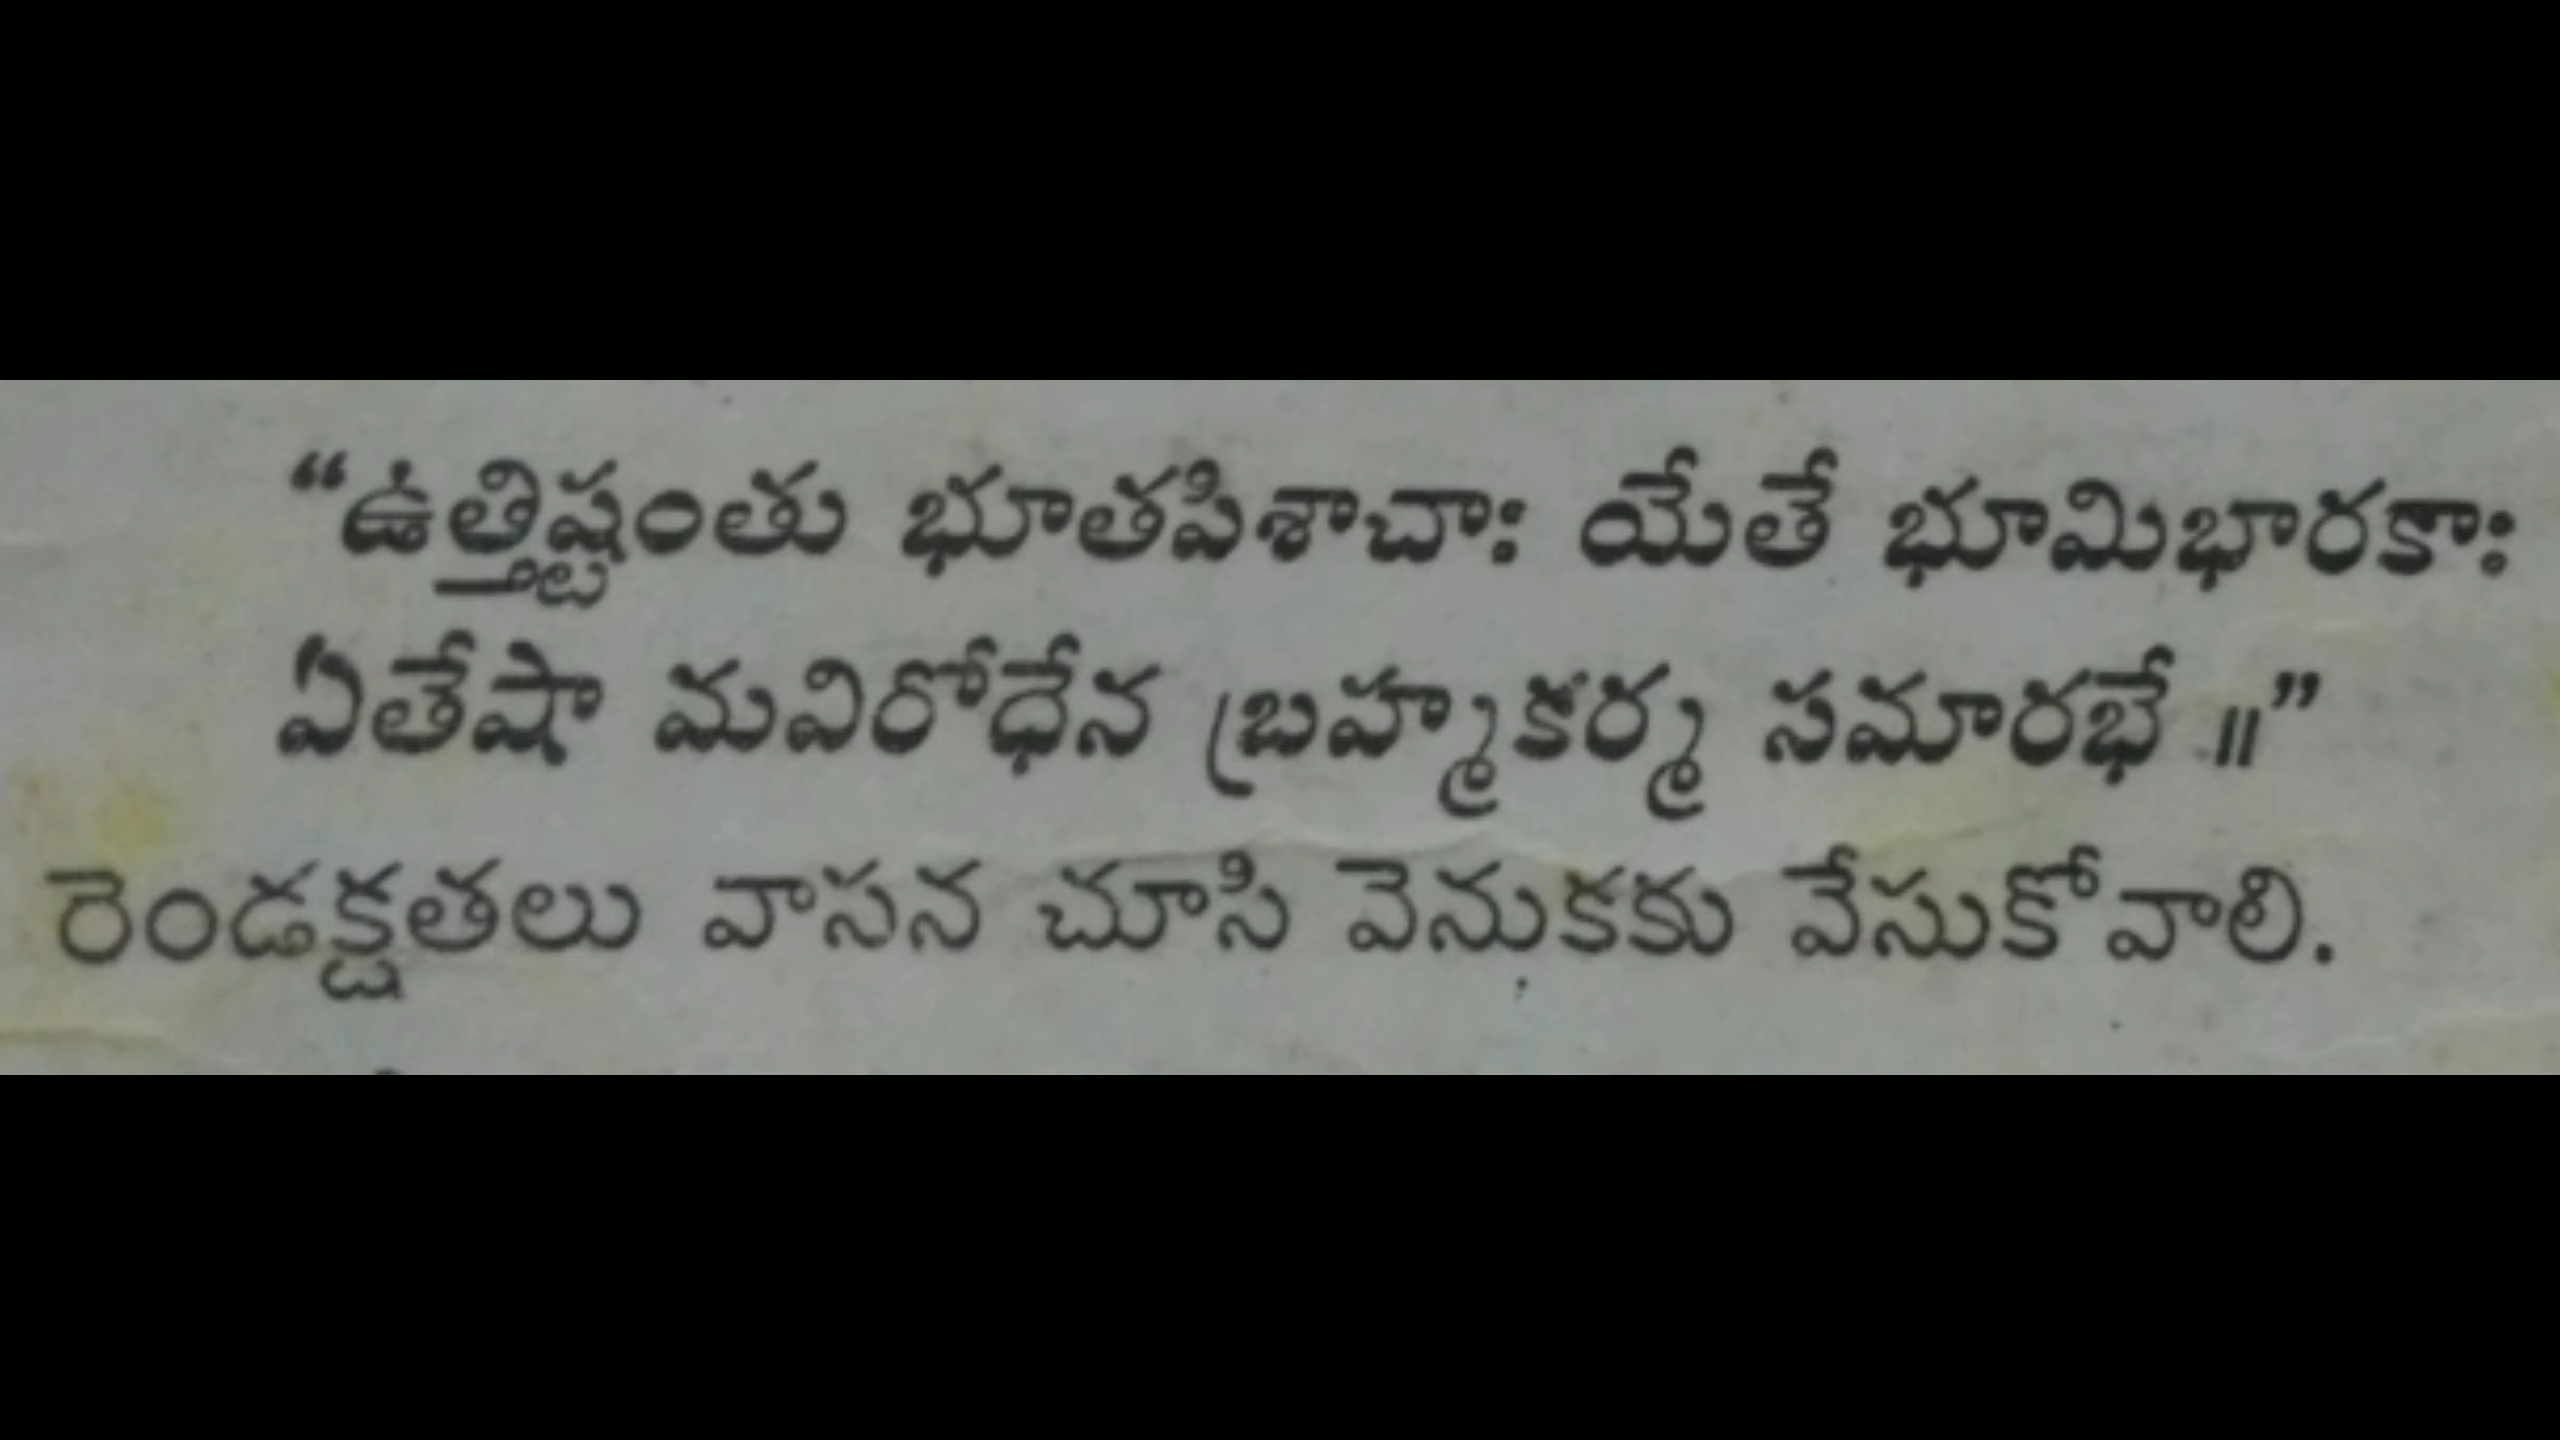 “ఉత్తిష్టంతు భూతపిశాచాః యేతే భూమిభారకాః
ఏతేషా మవిరోధేన బ్రహ్మకర్మ సమారభే ॥”
రెండక్షతలు వాసన చూసి వెనుకకు వేసుకోవాలి.